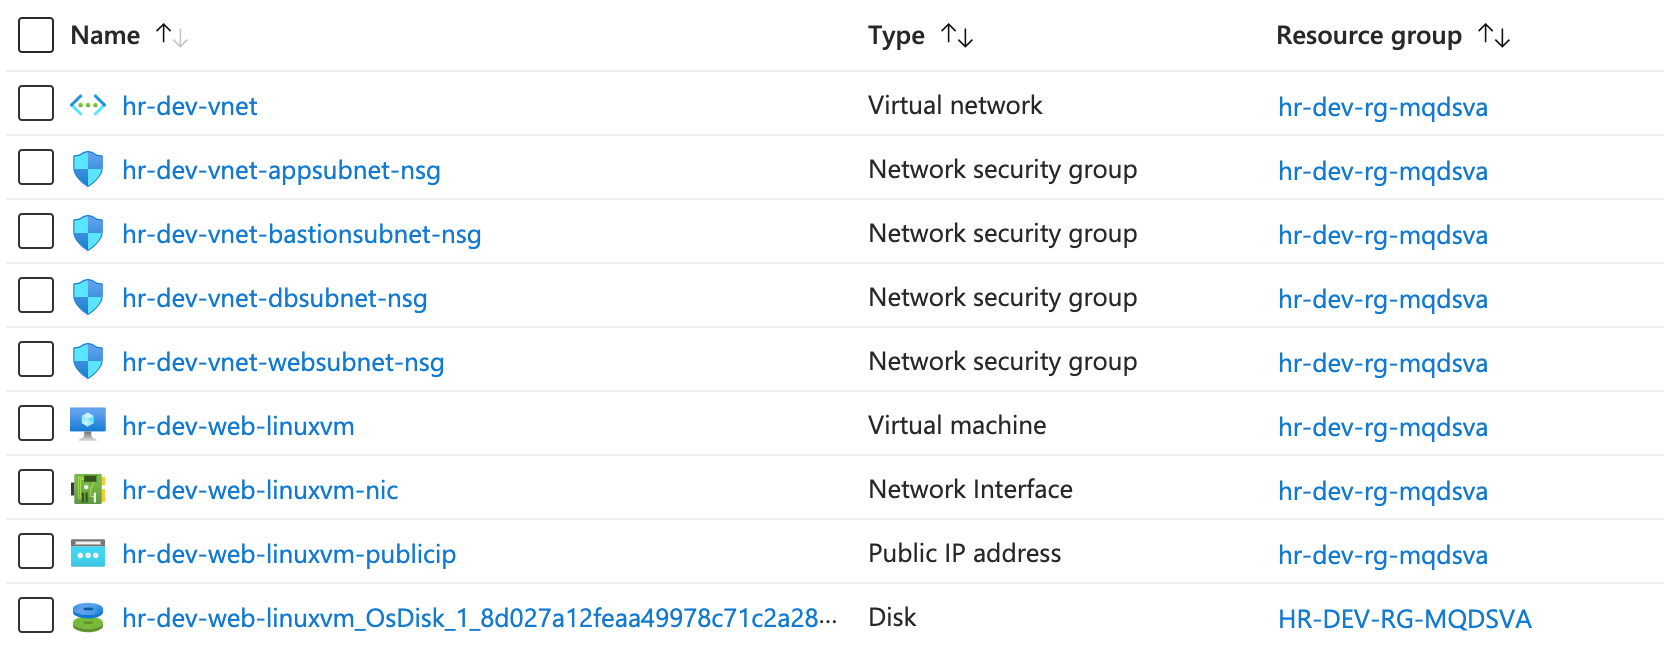 Name Type Resource group
hr-dev-vnet Virtual network hr-dev-rg-mqdsva
hr-dev-vnet-appsubnet-nsg Network security group hr-dev-rg-mqdsva
hr-dev-vnet-bastionsubnet-nsg Network security group hr-dev-rg-mqdsva
hr-dev-vnet-dbsubnet-nsg Network security group hr-dev-rg-mqdsva
hr-dev-vnet-websubnet-nsg Network security group hr-dev-rg-mqdsva
hr-dev-web-linuxvm Virtual machine hr-dev-rg-mqdsva
hr-dev-web-linuxvm-nic Network Interface hr-dev-rg-mqdsva
hr-dev-web-linuxvm-publicip Public IP address hr-dev-rg-mqdsva
hr-dev-web-linuxvm_OsDisk_1_8d027a12feaa49978c71c2a28··· Disk HR-DEV-RG-MQDSVA